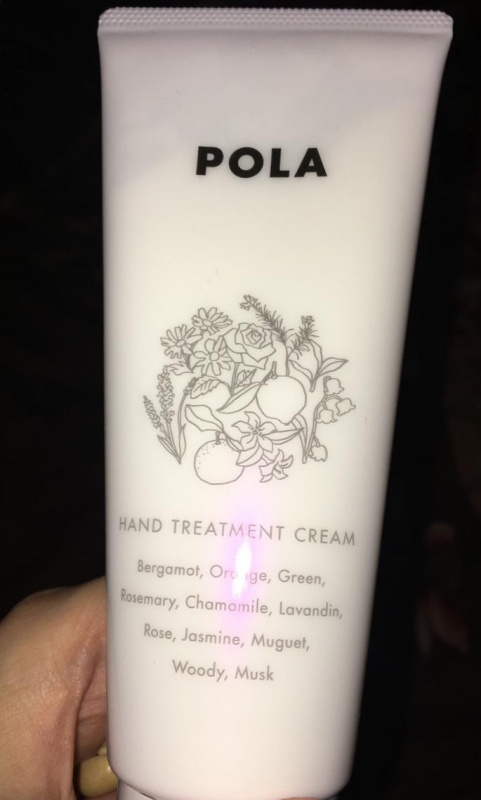 POLA
HAND TREATMENT CREAM
Bergamot, Orange, Green,
Rosemary, Chamomile, Lavandin,
Rose, Jasmine, Muguet,
Woody, Musk